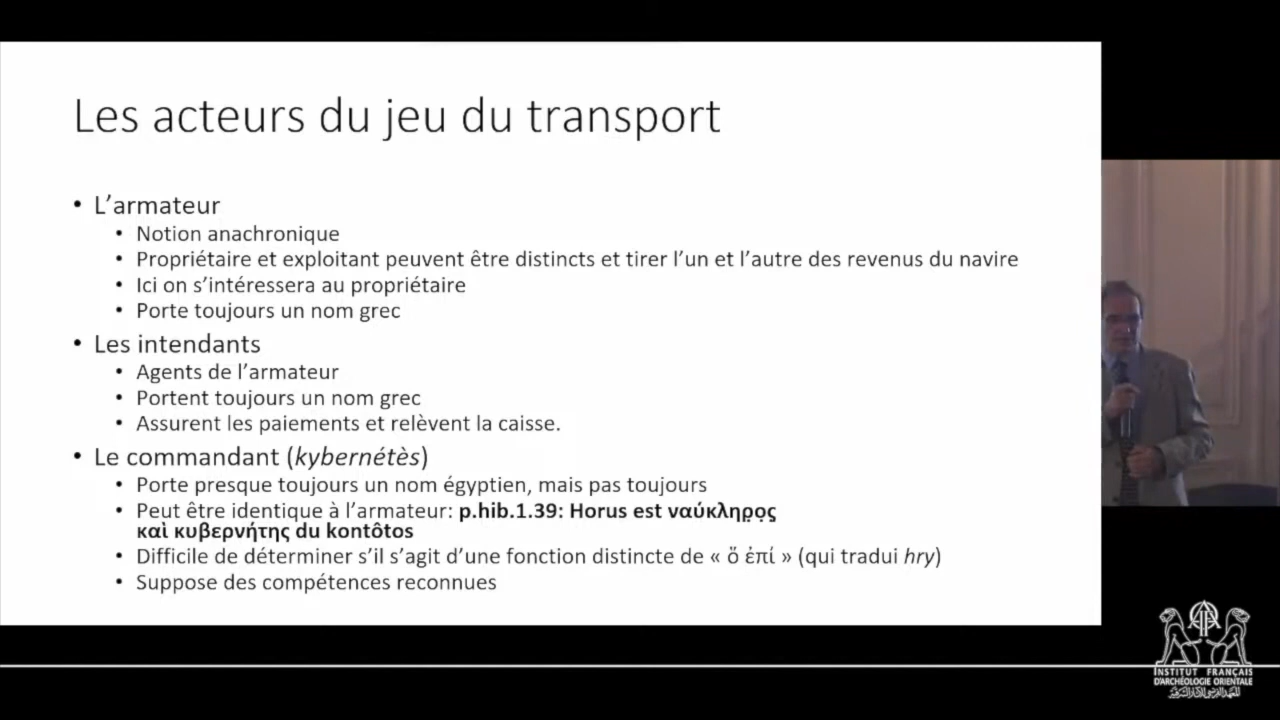 Les acteurs du jeu du transport
• L’armateur
• Notion anachronique
• Propriétaire et exploitant peuvent être distincts et tirer l’un et l’autre des revenus du navire
• Ici on s’intéressera au propriétaire
• Porte toujours un nom grec
• Les intendants
• Agents de l’armateur
• Portent toujours un nom grec
• Assurent les paiements et relèvent la caisse.
• Le commandant (kybernétès)
• Porte presque toujours un nom égyptien, mais pas toujours
• Peut être identique à l’armateur: p.hib.1.39: Horus est ναύκληρ̣ο̣ς
καὶ κυβερνήτης du kontôtos
• Difficile de déterminer s’il s’agit d’une fonction distincte de « ὅ ἐπί » (qui tradui hry)
• Suppose des compétences reconnues
INSTITUT FRANÇAIS
D’ARCHÉOLOGIE ORIENTALE